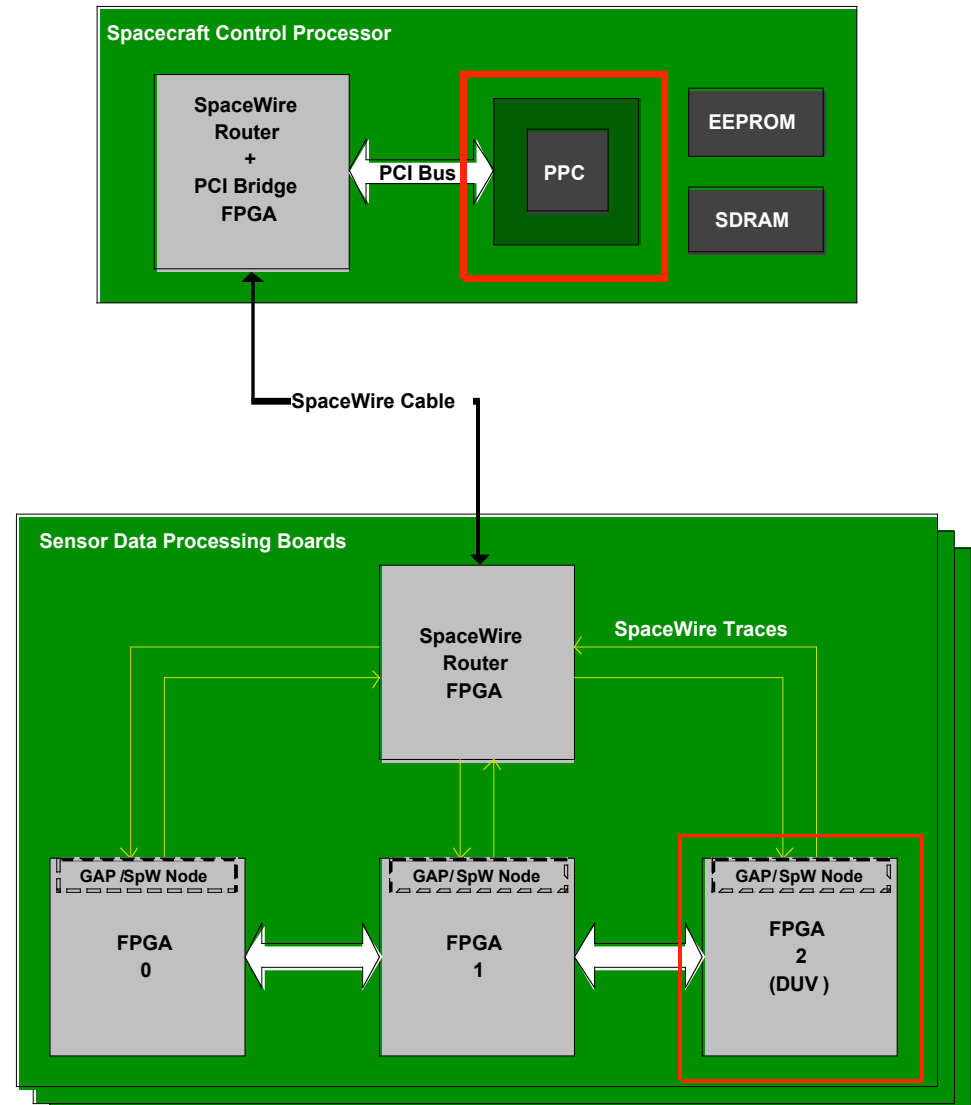 Spacecraft Control Processor
SpaceWire
Router
+
PCI Bridge
FPGA
PCI Bus
PPC
EEPROM
SDRAM
SpaceWire Cable
Sensor Data Processing Boards
SpaceWire
Router
FPGA
SpaceWire Traces
GAP /SpW Node
FPGA
0
GAP/ SpW Node
FPGA
1
GAP/ SpW Node
FPGA
2
(DUV )